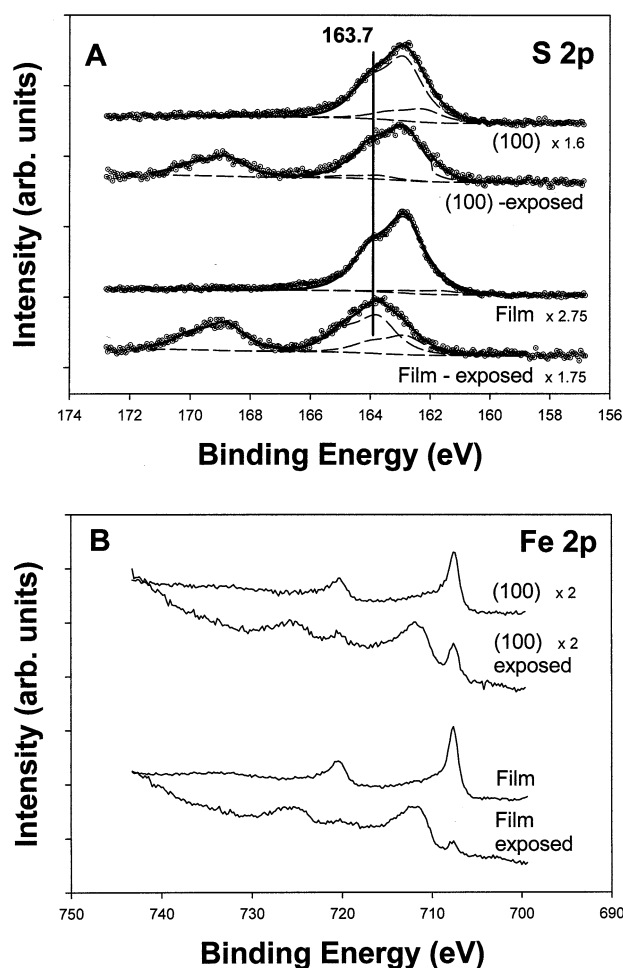 163.7
A
S 2p
(100) x 1.6
(100) -exposed
Film x 2.75
Film - exposed x 1.75
Intensity (arb. units)
174 172 170 168 166 164 162 160 158 156
Binding Energy (eV)
B
Fe 2p
(100) x 2
(100) x 2
exposed
Film
Film
exposed
Intensity (arb. units)
750 740 730 720 710 700 690
Binding Energy (eV)